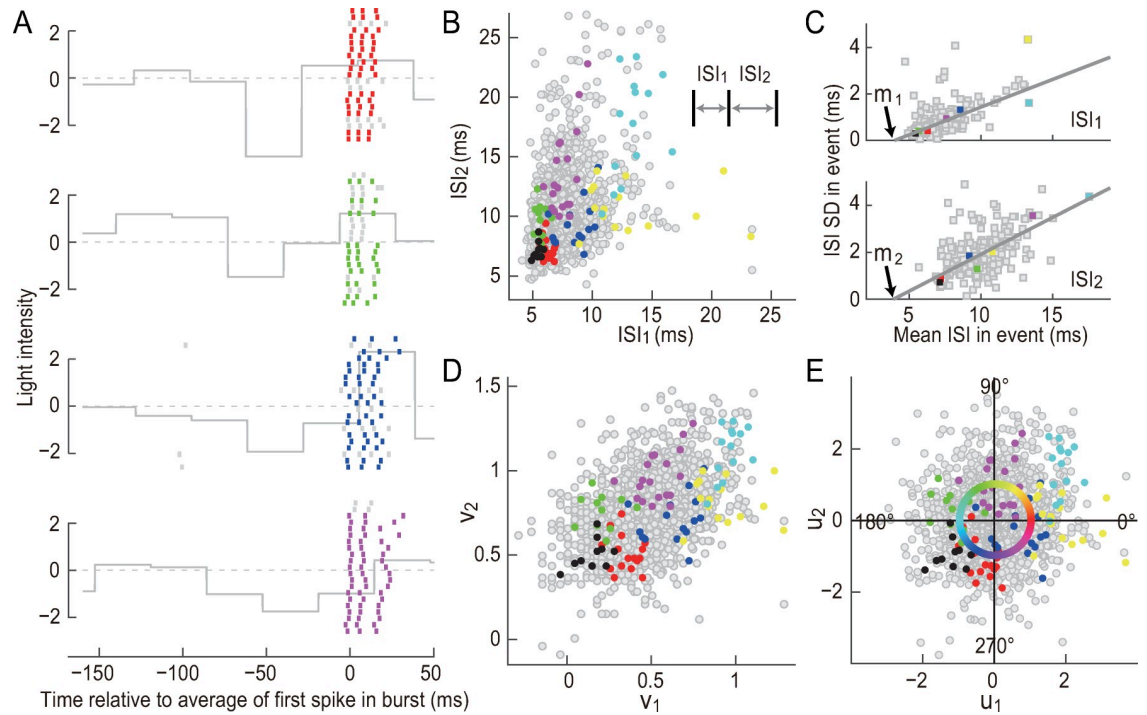 A
Light intensity
2
0
−2
2
0
−2
2
0
−2
2
0
−2
−150
−100
−50
0
50
Time relative to average of first spike in burst (ms)
B
ISI₂ (ms)
25
20
15
10
5
5
10
15
20
25
ISI₁ (ms)
ISI₁ ISI₂
C
ISI SD in event (ms)
4
2
0
m₁
ISI₁
6
4
2
0
m₂
ISI₂
5
10
15
Mean ISI in event (ms)
D
v₂
1.5
1
0.5
0
0
0.5
1
v₁
E
u₂
2
0
−2
90°
180°
0°
270°
−2
0
2
u₁